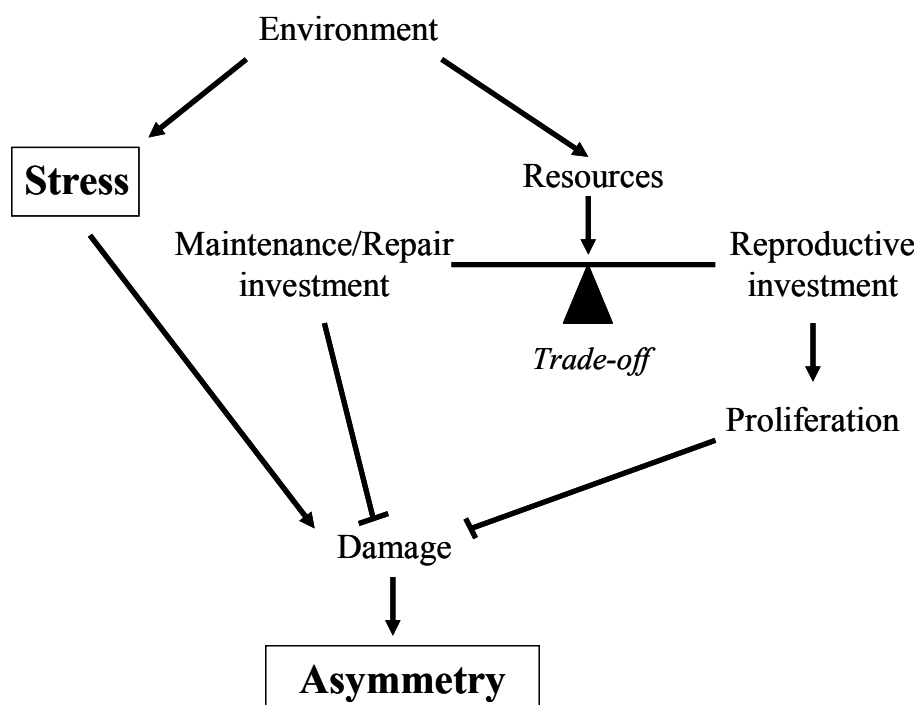 Environment
Stress
Resources
Maintenance/Repair
investment
Reproductive
investment
Trade-off
Proliferation
Damage
Asymmetry